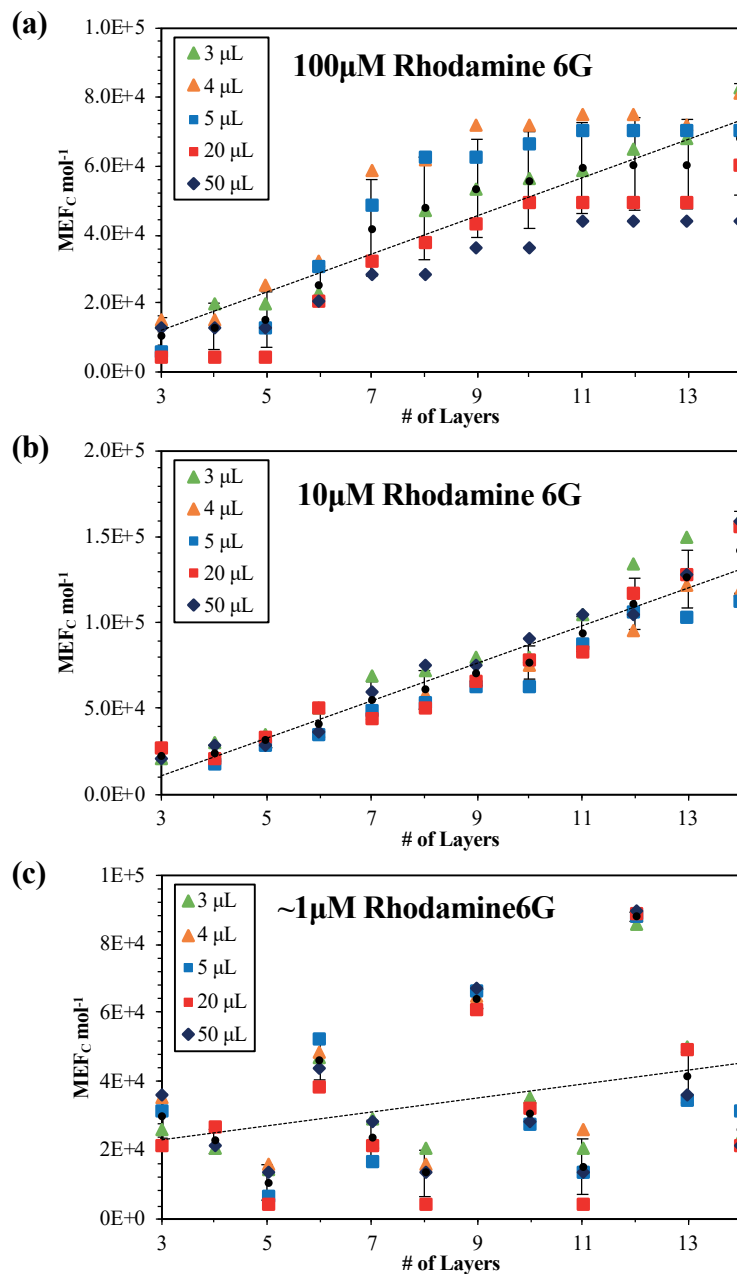 (a)
1.0E+5
8.0E+4
6.0E+4
4.0E+4
2.0E+4
0.0E+0
MEFC mol-1
3 μL
4 μL
5 μL
20 μL
50 μL
100μM Rhodamine 6G
3 5 7 9 11 13
# of Layers
(b)
2.0E+5
1.5E+5
1.0E+5
5.0E+4
0.0E+0
MEFC mol-1
3 μL
4 μL
5 μL
20 μL
50 μL
10μM Rhodamine 6G
3 5 7 9 11 13
# of Layers
(c)
1E+5
8E+4
6E+4
4E+4
2E+4
0E+0
MEFC mol-1
3 μL
4 μL
5 μL
20 μL
50 μL
~1μM Rhodamine6G
3 5 7 9 11 13
# of Layers